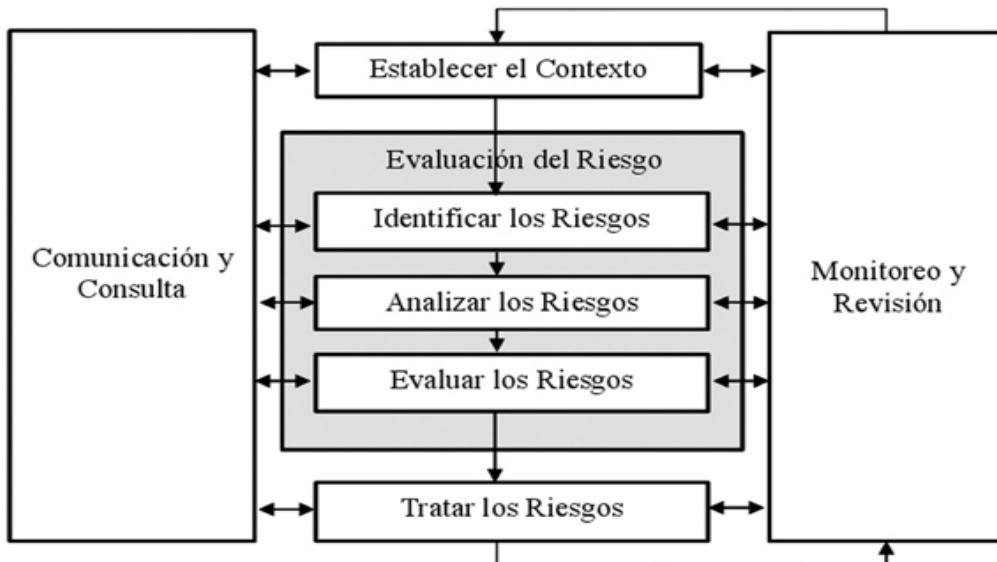 Establecer el Contexto
Evaluación del Riesgo
Identificar los Riesgos
Comunicación y
Consulta
Analizar los Riesgos
Monitoreo y
Revisión
Evaluar los Riesgos
Tratar los Riesgos